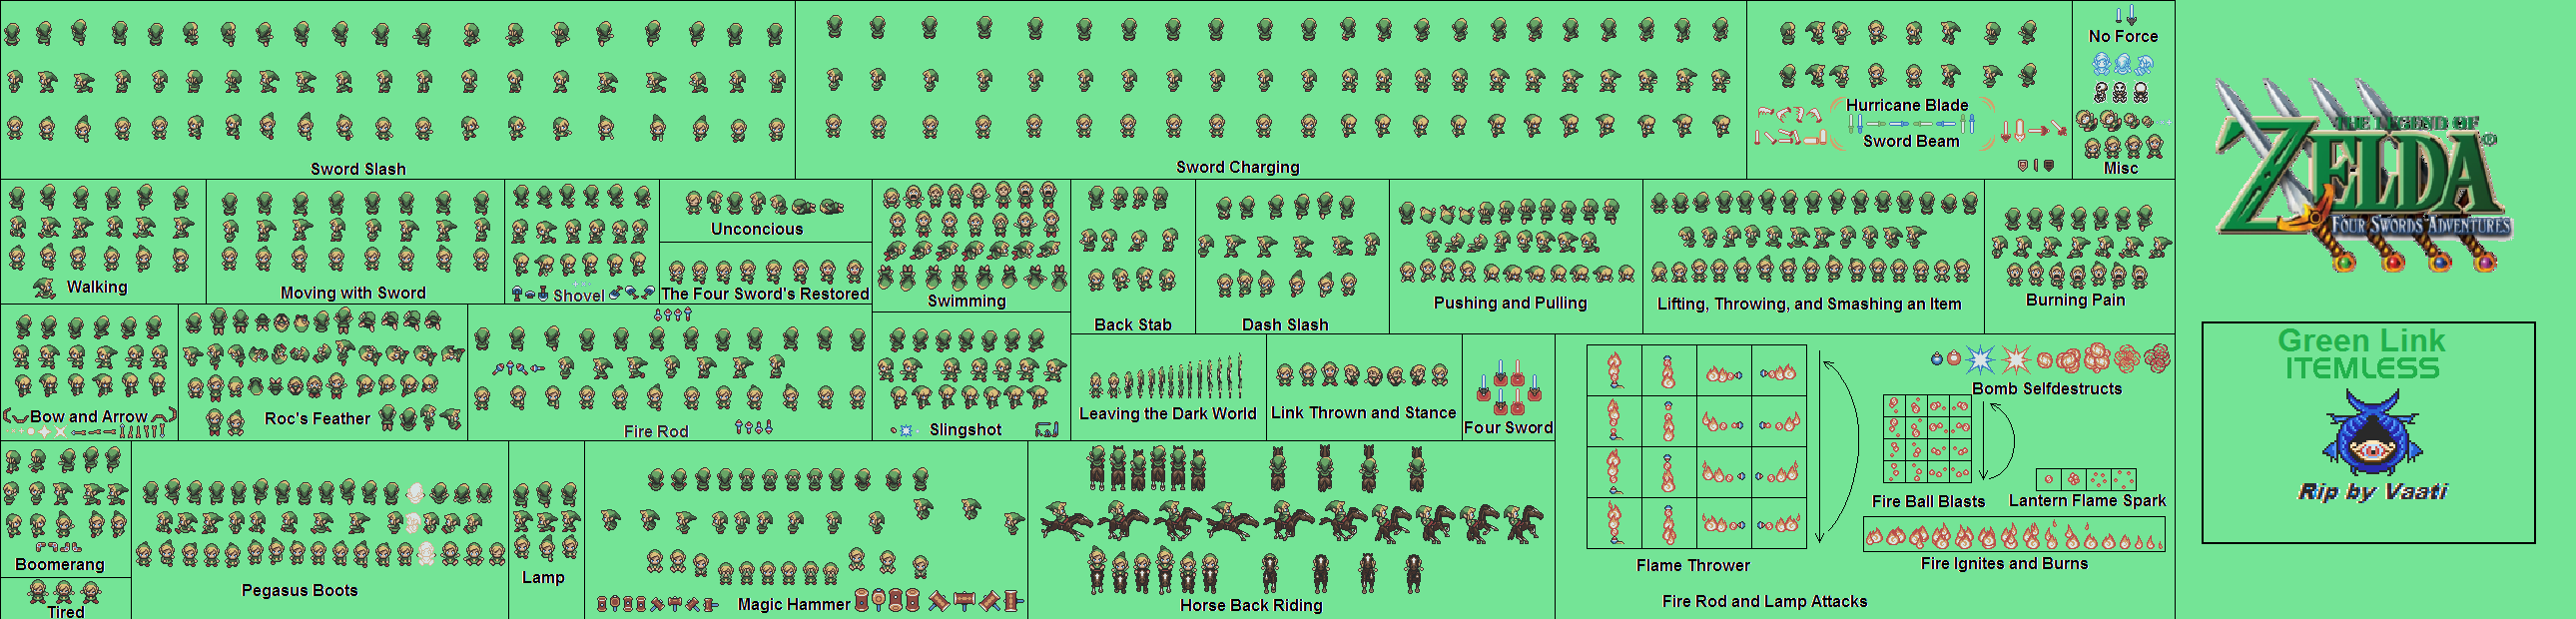 Sword Slash
Sword Charging
Hurricane Blade
Sword Beam
No Force
Misc
Walking
Moving with Sword
Shovel
Unconcious
The Four Sword's Restored
Swimming
Back Stab
Dash Slash
Pushing and Pulling
Lifting, Throwing, and Smashing an Item
Burning Pain
Bow and Arrow
Roc's Feather
Fire Rod
Slingshot
Leaving the Dark World
Link Thrown and Stance
Four Sword
Bomb Selfdestructs
Fire Ball Blasts
Lantern Flame Spark
Fire Ignites and Burns
Flame Thrower
Fire Rod and Lamp Attacks
Boomerang
Tired
Pegasus Boots
Lamp
Magic Hammer
Horse Back Riding
THE LEGEND OF
ZELDA®
FOUR SWORDS ADVENTURES
Green Link
ITEMLESS
Rip by Vaati